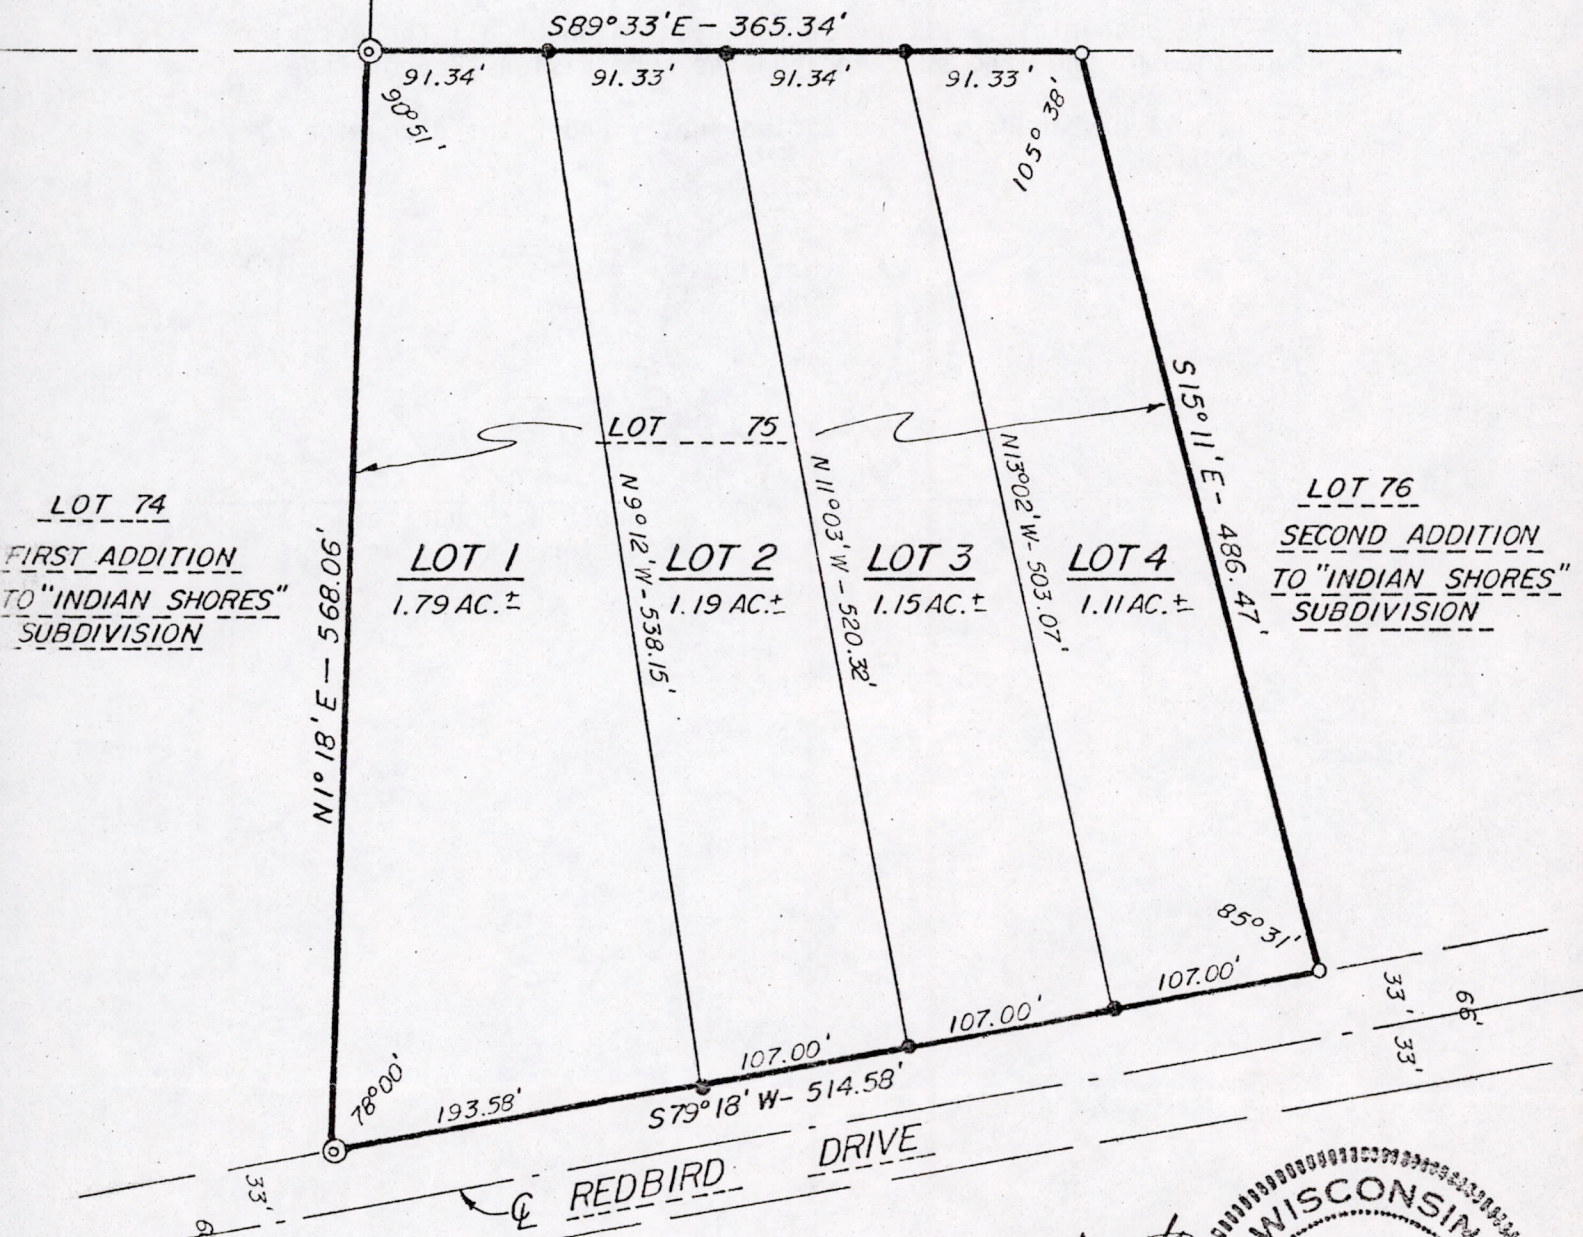 S89°33'E – 365.34'
91.34' 91.33' 91.34' 91.33'
90°51'
105° 38'
LOT 75
S15°11'E - 486.47'
N9°12'W - 538.15'
N11°03'W - 520.32'
N13°02'W - 503.07'
N1°18'E — 568.06'
LOT 74
FIRST ADDITION
TO "INDIAN SHORES"
SUBDIVISION
LOT 1
1.79 AC.±
LOT 2
1.19 AC.±
LOT 3
1.15 AC.±
LOT 4
1.11 AC.±
LOT 76
SECOND ADDITION
TO "INDIAN SHORES"
SUBDIVISION
85°31'
107.00'
107.00'
107.00'
193.58'
78°00'
S79°18'W - 514.58'
33'
66'
33'
33'
℄ REDBIRD DRIVE
WISCONSIN